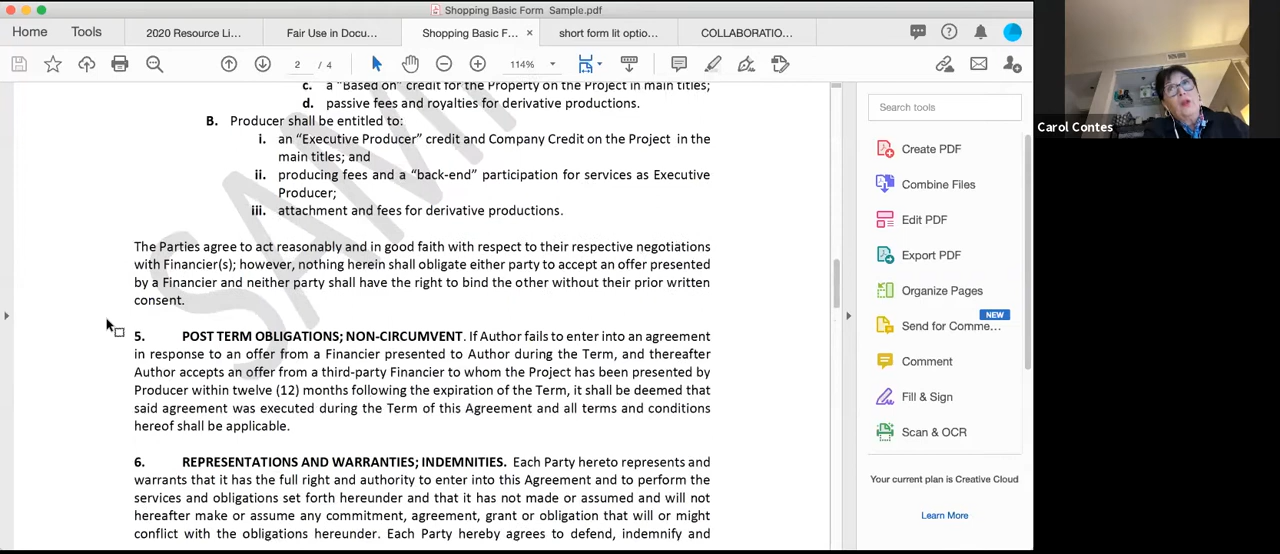 Shopping Basic Form  Sample.pdf
Home
Tools
2020 Resource Li...
Fair Use in Docu...
Shopping Basic F... ×
short form lit optio...
COLLABORATIO...
2 / 4
114%
c. a "Based on" credit for the Property on the Project in main titles;
d. passive fees and royalties for derivative productions.
B. Producer shall be entitled to:
i. an “Executive Producer” credit and Company Credit on the Project in the
main titles; and
ii. producing fees and a “back-end” participation for services as Executive
Producer;
iii. attachment and fees for derivative productions.
The Parties agree to act reasonably and in good faith with respect to their respective negotiations
with Financier(s); however, nothing herein shall obligate either party to accept an offer presented
by a Financier and neither party shall have the right to bind the other without their prior written
consent.
5. POST TERM OBLIGATIONS; NON-CIRCUMVENT. If Author fails to enter into an agreement
in response to an offer from a Financier presented to Author during the Term, and thereafter
Author accepts an offer from a third-party Financier to whom the Project has been presented by
Producer within twelve (12) months following the expiration of the Term, it shall be deemed that
said agreement was executed during the Term of this Agreement and all terms and conditions
hereof shall be applicable.
6. REPRESENTATIONS AND WARRANTIES; INDEMNITIES. Each Party hereto represents and
warrants that it has the full right and authority to enter into this Agreement and to perform the
services and obligations set forth hereunder and that it has not made or assumed and will not
hereafter make or assume any commitment, agreement, grant or obligation that will or might
conflict with the obligations hereunder. Each Party hereby agrees to defend, indemnify and
Search tools
Create PDF
Combine Files
Edit PDF
Export PDF
Organize Pages
NEW
Send for Comme...
Comment
Fill & Sign
Scan & OCR
Your current plan is Creative Cloud
Learn More
Carol Contes